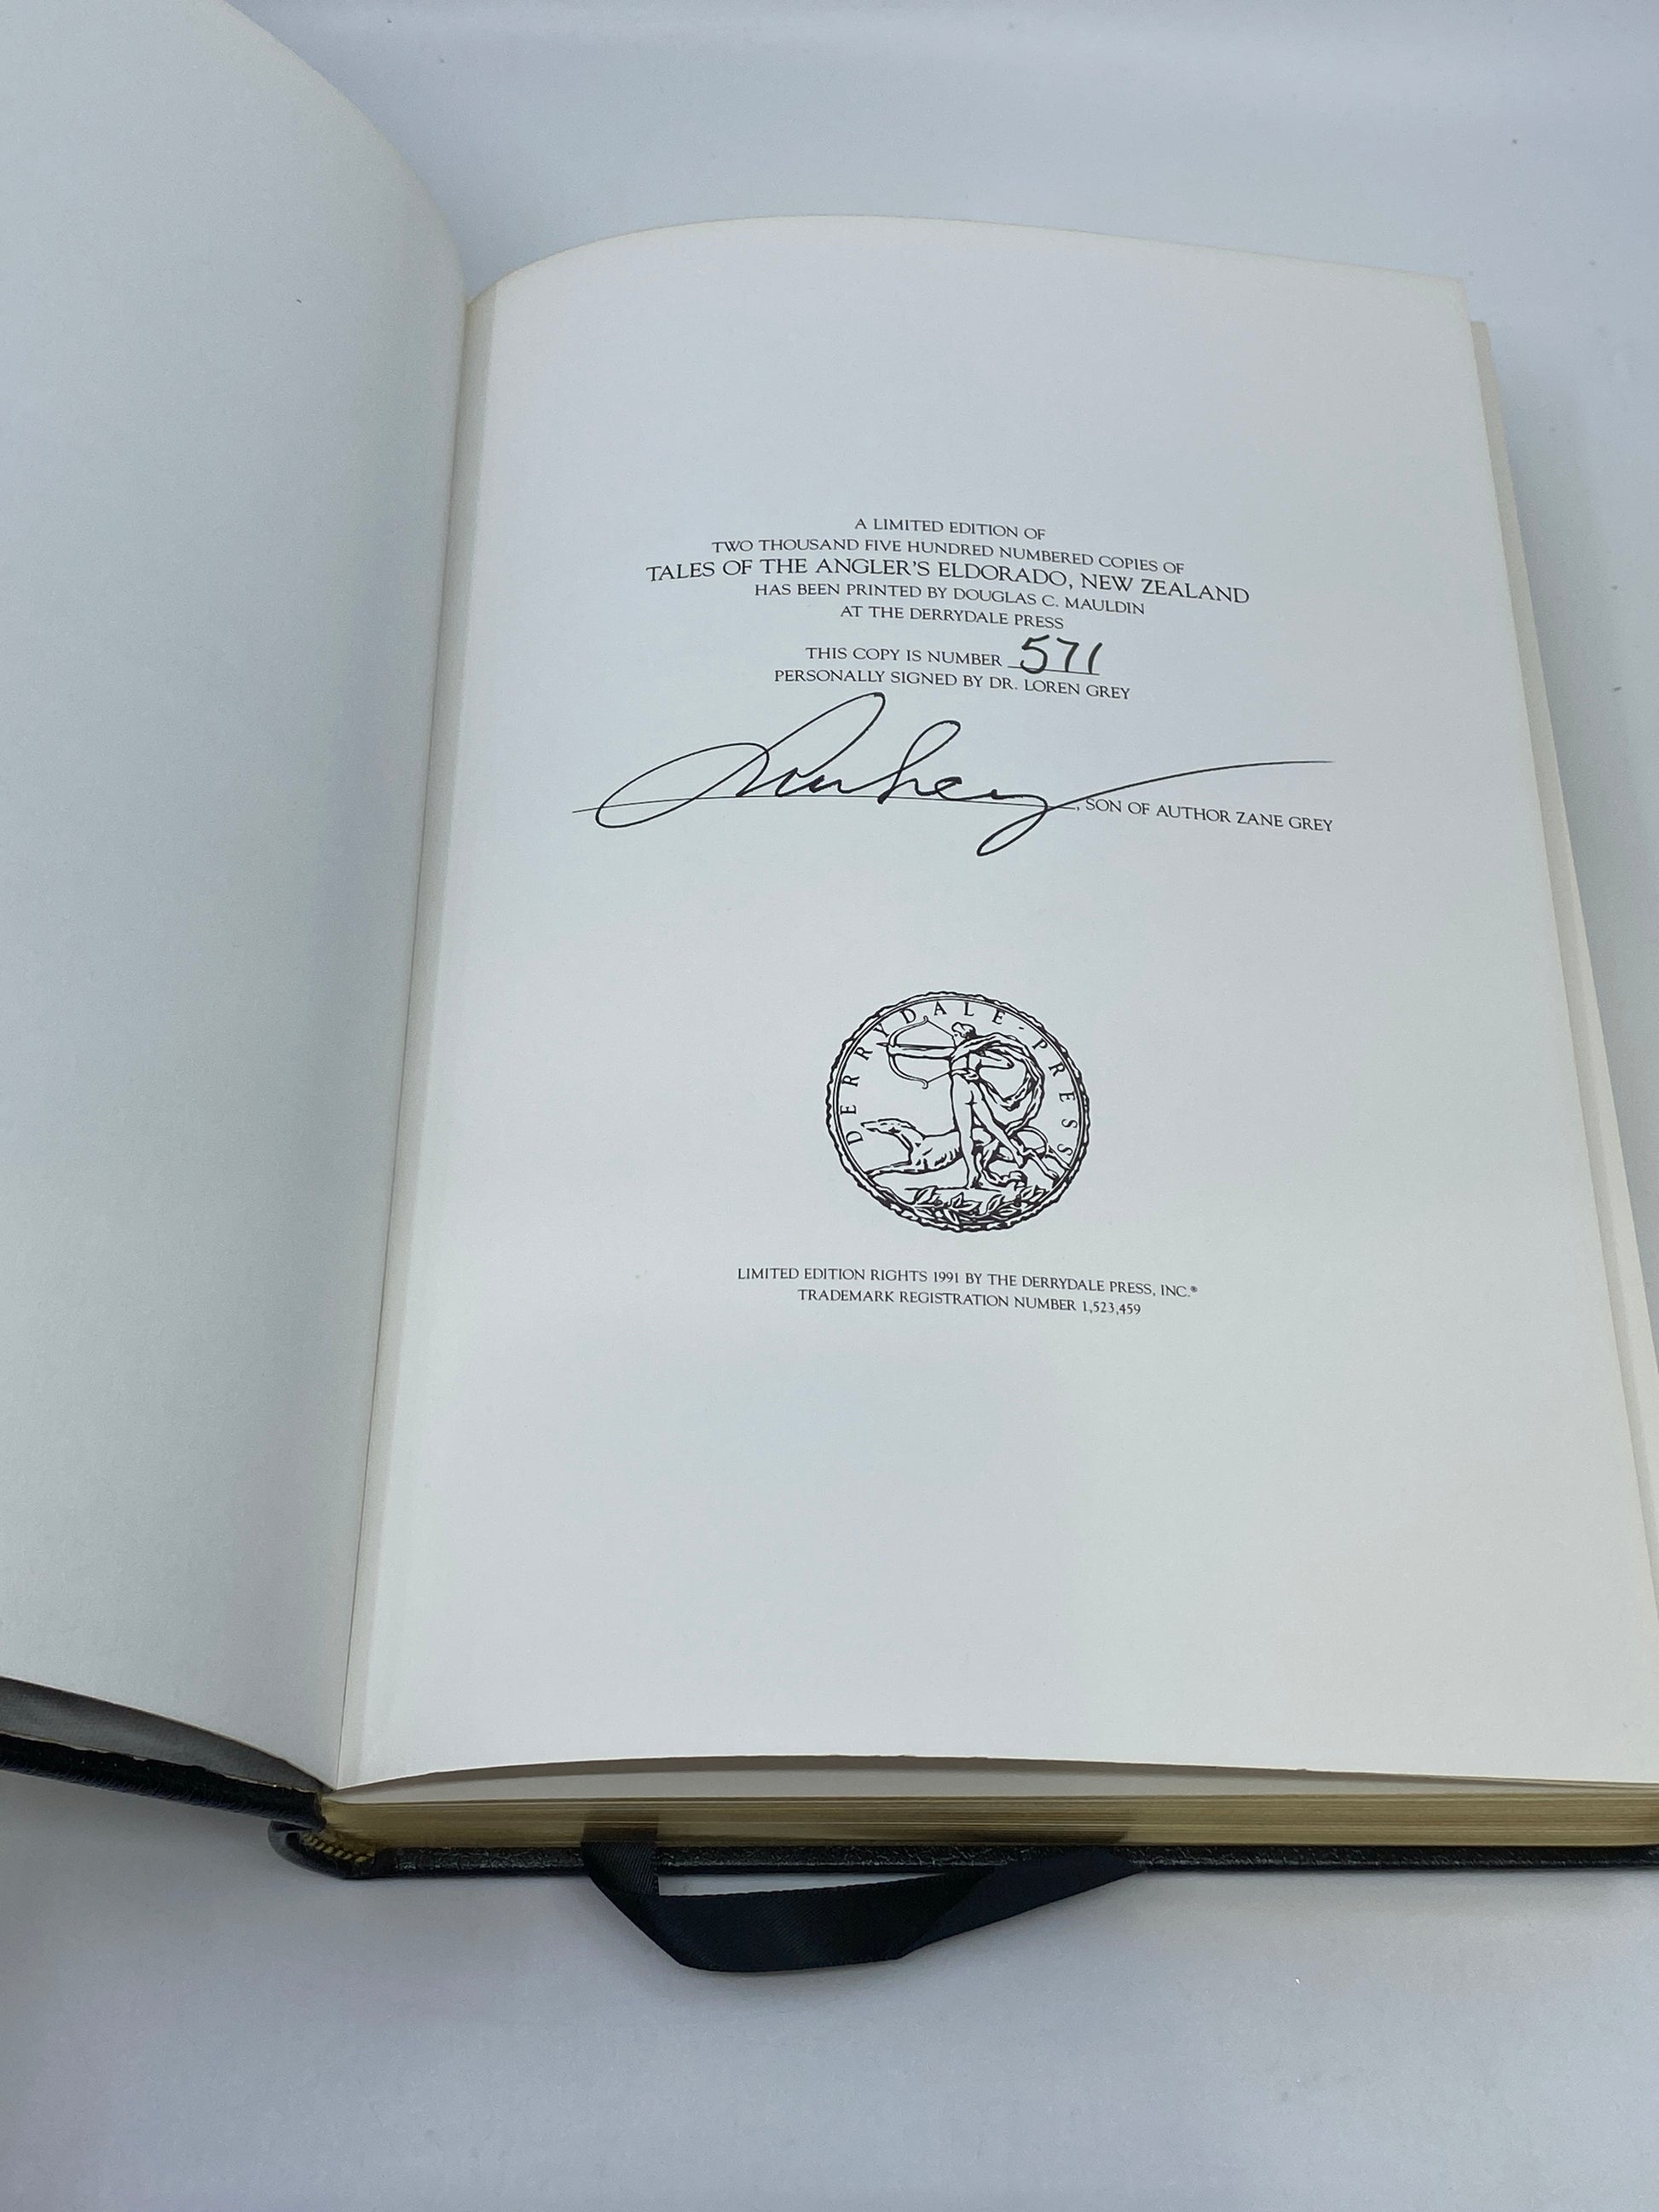 A LIMITED EDITION OF
TWO THOUSAND FIVE HUNDRED NUMBERED COPIES OF
TALES OF THE ANGLER'S ELDORADO, NEW ZEALAND
HAS BEEN PRINTED BY DOUGLAS C. MAULDIN
AT THE DERRYDALE PRESS
THIS COPY IS NUMBER 571
PERSONALLY SIGNED BY DR. LOREN GREY
Loren Grey, SON OF AUTHOR ZANE GREY
DERRYDALE - PRESS
LIMITED EDITION RIGHTS 1991 BY THE DERRYDALE PRESS, INC.®
TRADEMARK REGISTRATION NUMBER 1,523,459